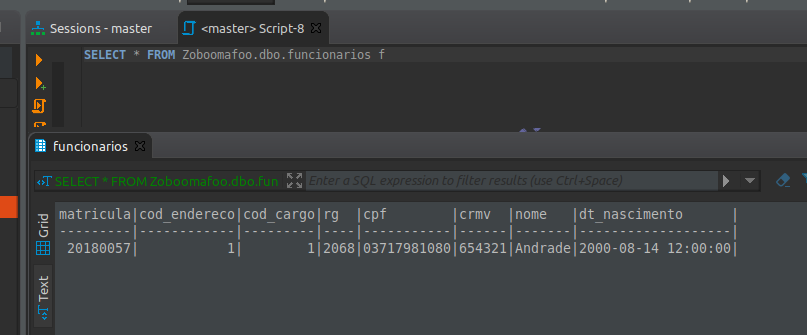 Sessions - master
<master> Script-8
SELECT * FROM Zoboomafoo.dbo.funcionarios f
funcionarios
SELECT * FROM Zoboomafoo.dbo.fun
Enter a SQL expression to filter results (use Ctrl+Space)
Grid
Text
matricula|cod_endereco|cod_cargo|rg  |cpf        |crmv  |nome   |dt_nascimento      |
---------|------------|---------|----|-----------|------|-------|-------------------|
 20180057|           1|        1|2068|03717981080|654321|Andrade|2000-08-14 12:00:00|